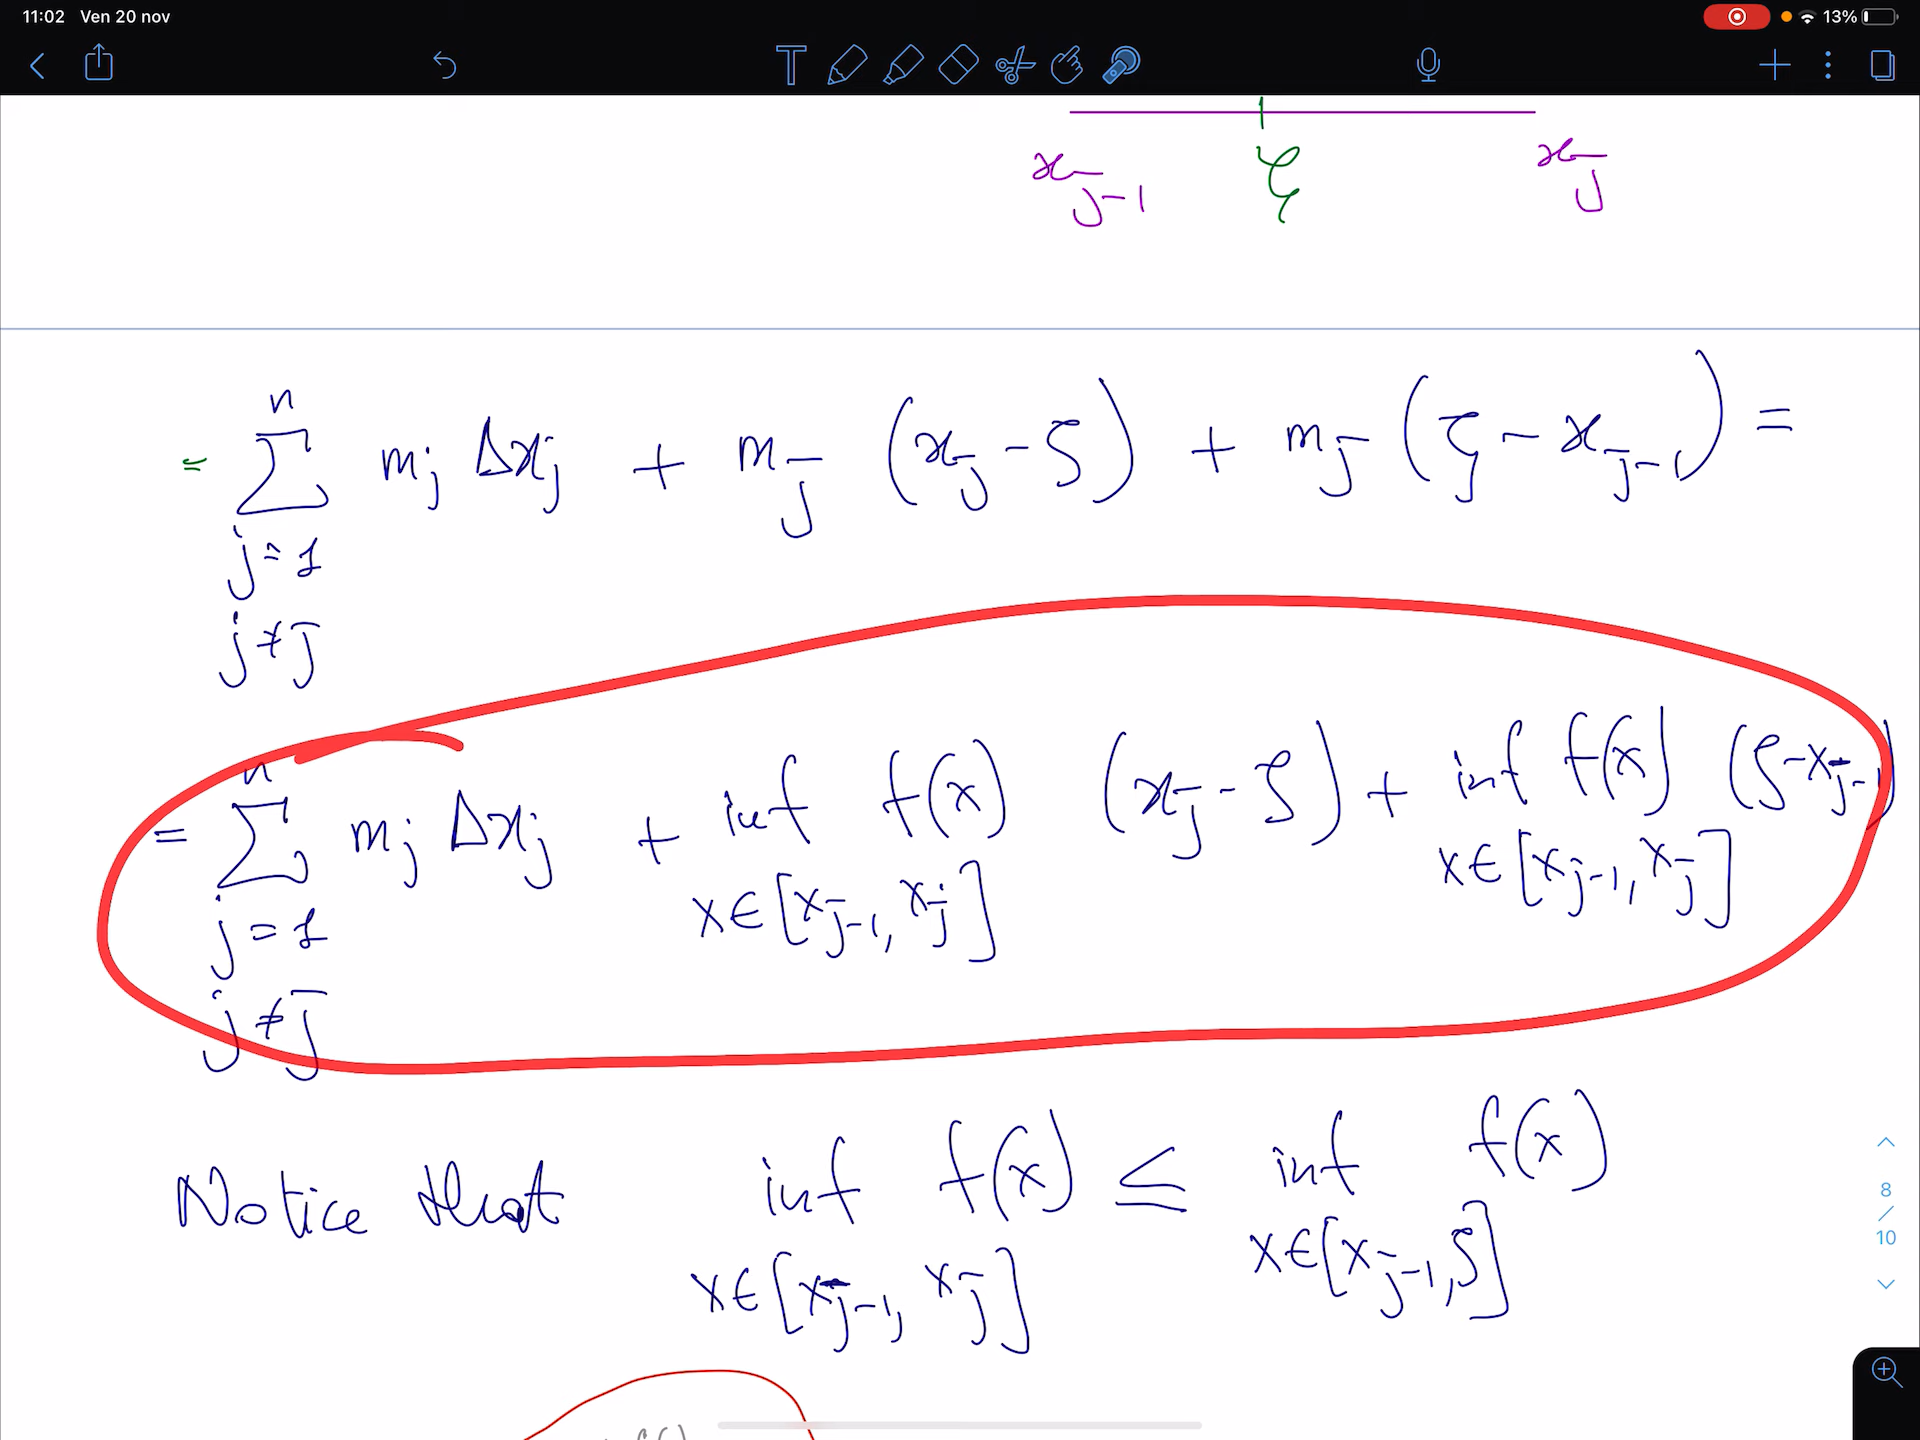 11:02 Ven 20 nov 13%
T
x_{j̄-1} ζ x_{j̄}
= \sum_{j=1, j≠j̄}^{n} m_j Δx_j + m_{j̄} (x_{j̄} - ζ) + m_{j̄} (ζ - x_{j̄-1}) =
= \sum_{j=1, j≠j̄}^{n} m_j Δx_j + inf_{x∈[x_{j̄-1}, x_{j̄}]} f(x) (x_{j̄} - ζ) + inf_{x∈[x_{j̄-1}, x_{j̄}]} f(x) (ζ - x_{j̄-1})
Notice that inf_{x∈[x_{j̄-1}, x_{j̄}]} f(x) ≤ inf_{x∈[x_{j̄-1}, ζ]} f(x)
8
/
10